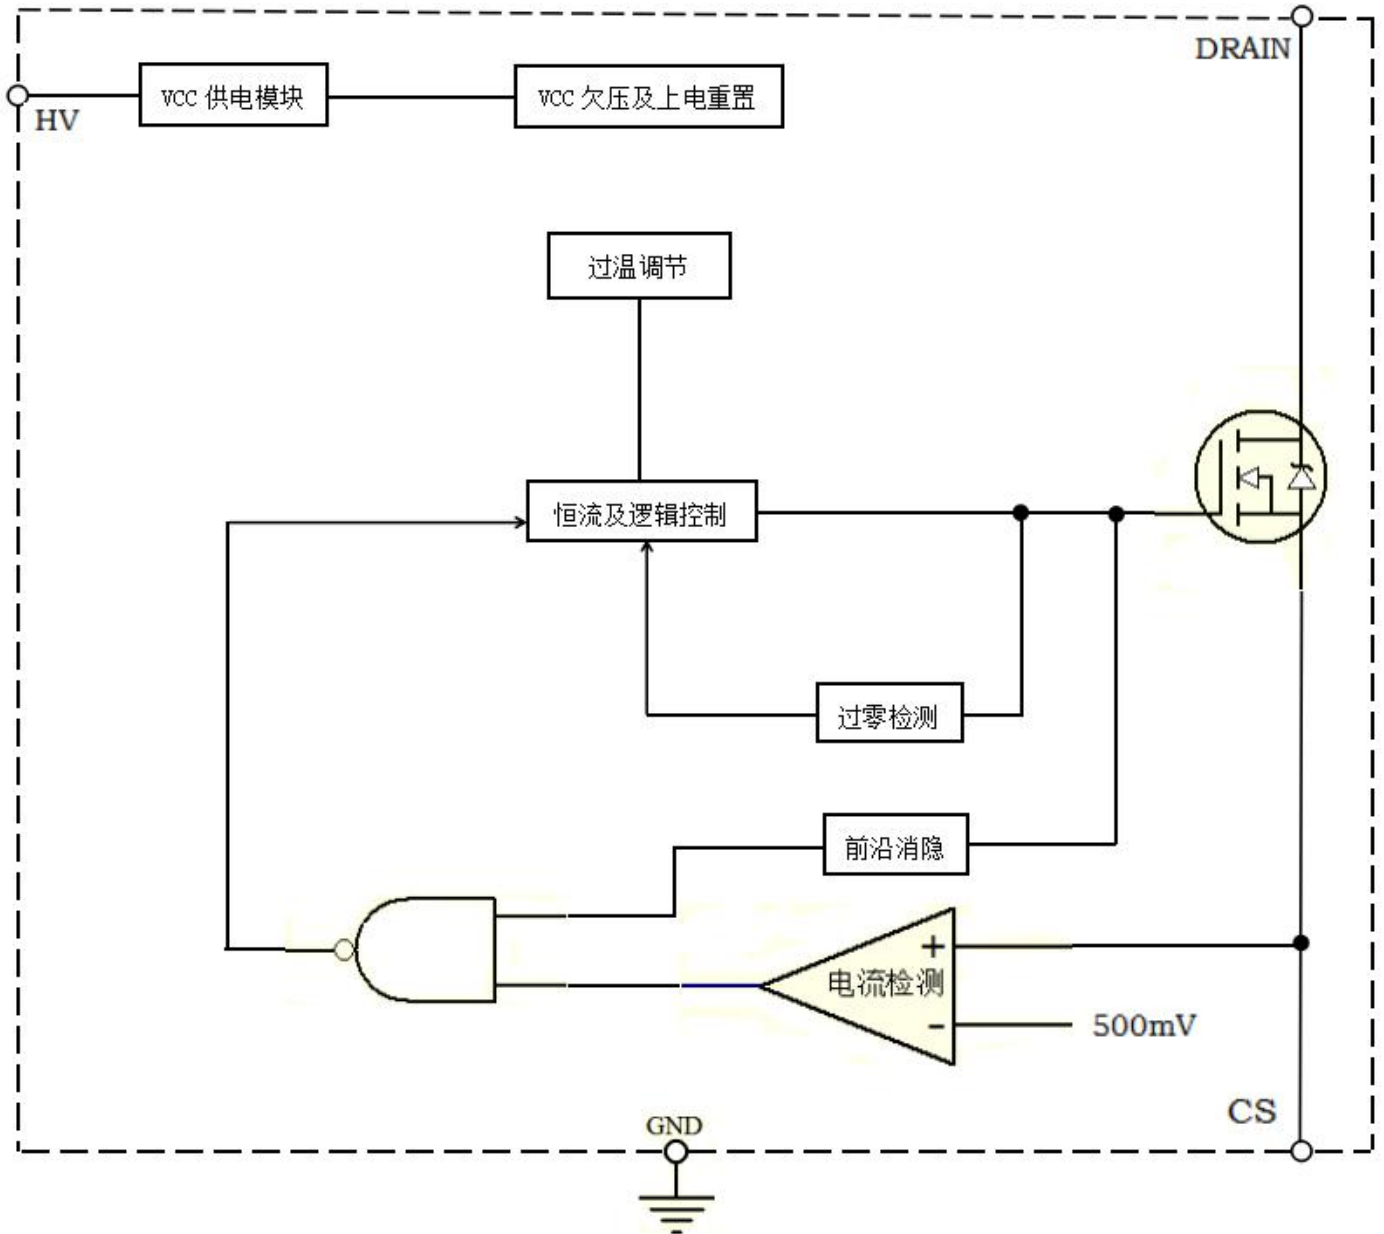 DRAIN
HV
VCC 供电模块
VCC 欠压及上电重置
过温调节
恒流及逻辑控制
过零检测
前沿消隐
+
电流检测
-
500mV
CS
GND